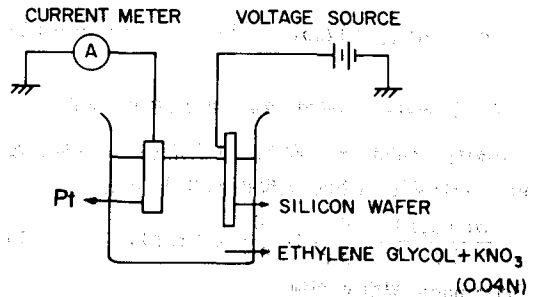 CURRENT METER
VOLTAGE SOURCE
A
Pt
SILICON WAFER
ETHYLENE GLYCOL+KNO₃
(0.04N)